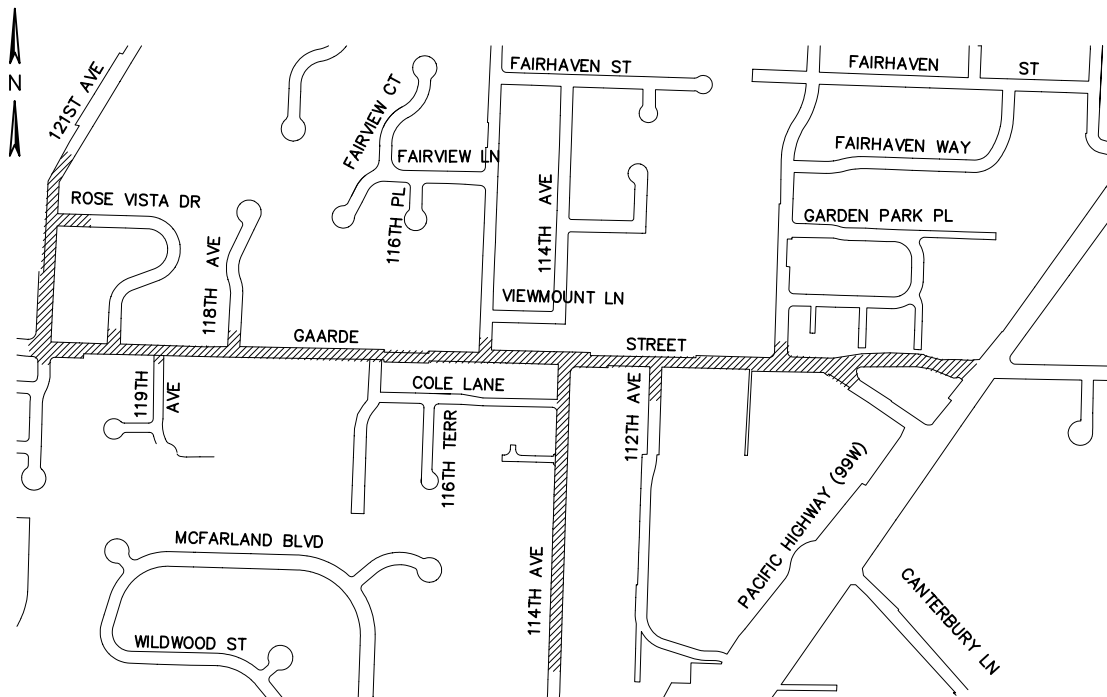 N
121ST AVE
FAIRVIEW CT
FAIRHAVEN ST
FAIRHAVEN ST
FAIRVIEW LN
FAIRHAVEN WAY
ROSE VISTA DR
116TH PL
114TH AVE
GARDEN PARK PL
118TH AVE
VIEWMOUNT LN
GAARDE STREET
119TH AVE
COLE LANE
116TH TERR
112TH AVE
PACIFIC HIGHWAY (99W)
MCFARLAND BLVD
114TH AVE
CANTERBURY LN
WILDWOOD ST